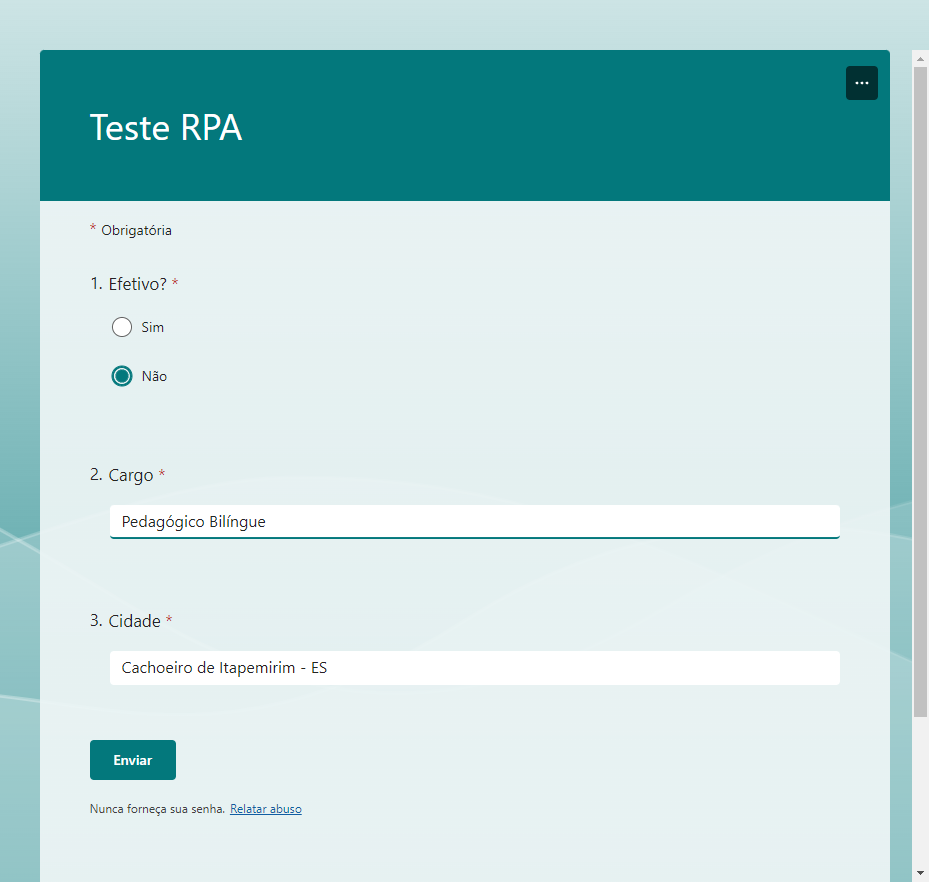 Teste RPA
* Obrigatória
1. Efetivo? *
Sim
Não
2. Cargo *
Pedagógico Bilíngue
3. Cidade *
Cachoeiro de Itapemirim - ES
Enviar
Nunca forneça sua senha. Relatar abuso